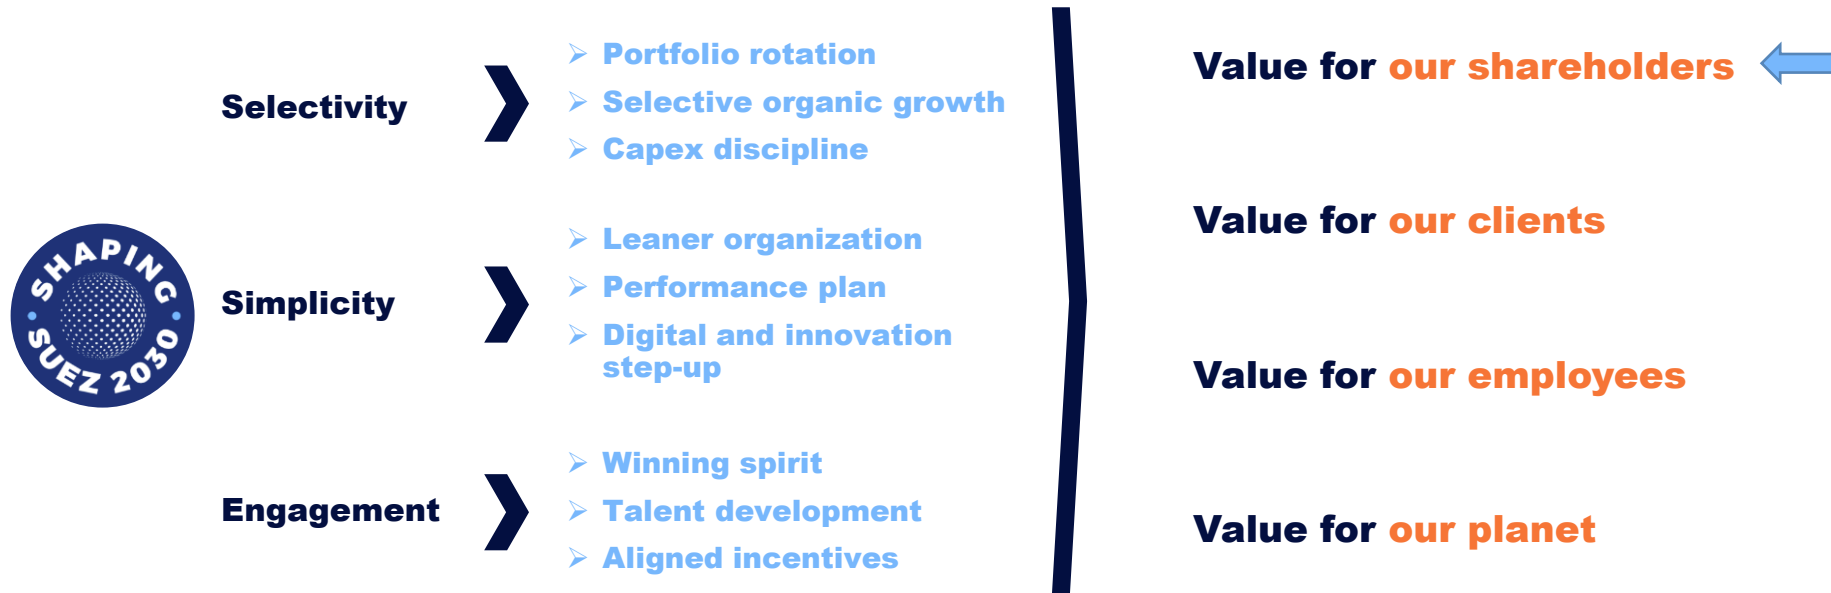 SHAPING
SUEZ 2030
Selectivity
Portfolio rotation
Selective organic growth
Capex discipline
Simplicity
Leaner organization
Performance plan
Digital and innovation
step-up
Engagement
Winning spirit
Talent development
Aligned incentives
Value for our shareholders
Value for our clients
Value for our employees
Value for our planet